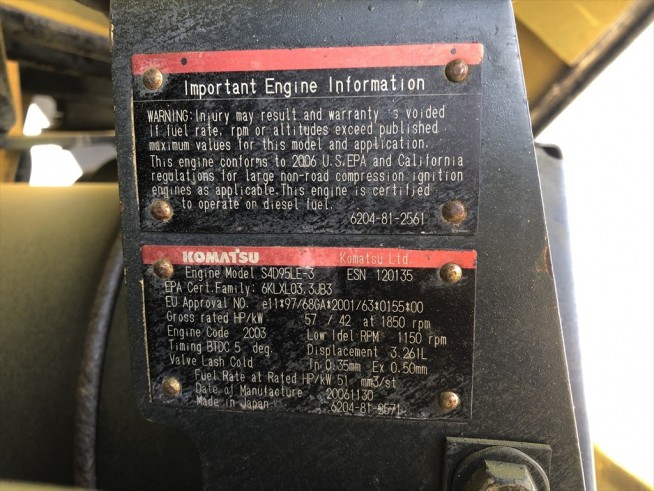 Important Engine Information
WARNING:Injury may result and warranty is voided
if fuel rate, rpm or altitudes exceed published
maximum values for this model and application.
This engine conforms to 2006 U.S.EPA and California
regulations for large non-road compression ignition
engines as applicable.This engine is certified
to operate on diesel fuel.
6204-81-2561
KOMATSU Komatsu Ltd.
Engine Model S4D95LE-3 ESN 120135
EPA Cert.Family: 6KLXL03.3JB3
EU Approval NO. e11*97/68GA*2001/63*0155*00
Gross rated HP/kW 57 / 42 at 1850 rpm
Engine Code 2C03 Low Idel RPM 1150 rpm
Timing BTDC 5 deg. Displacement 3.261L
Valve Lash Cold In 0.35mm Ex 0.50mm
Fuel Rate at Rated HP/kW 51 mm3/st
Date of Manufacture 20061130
Made in Japan 6204-81-2571